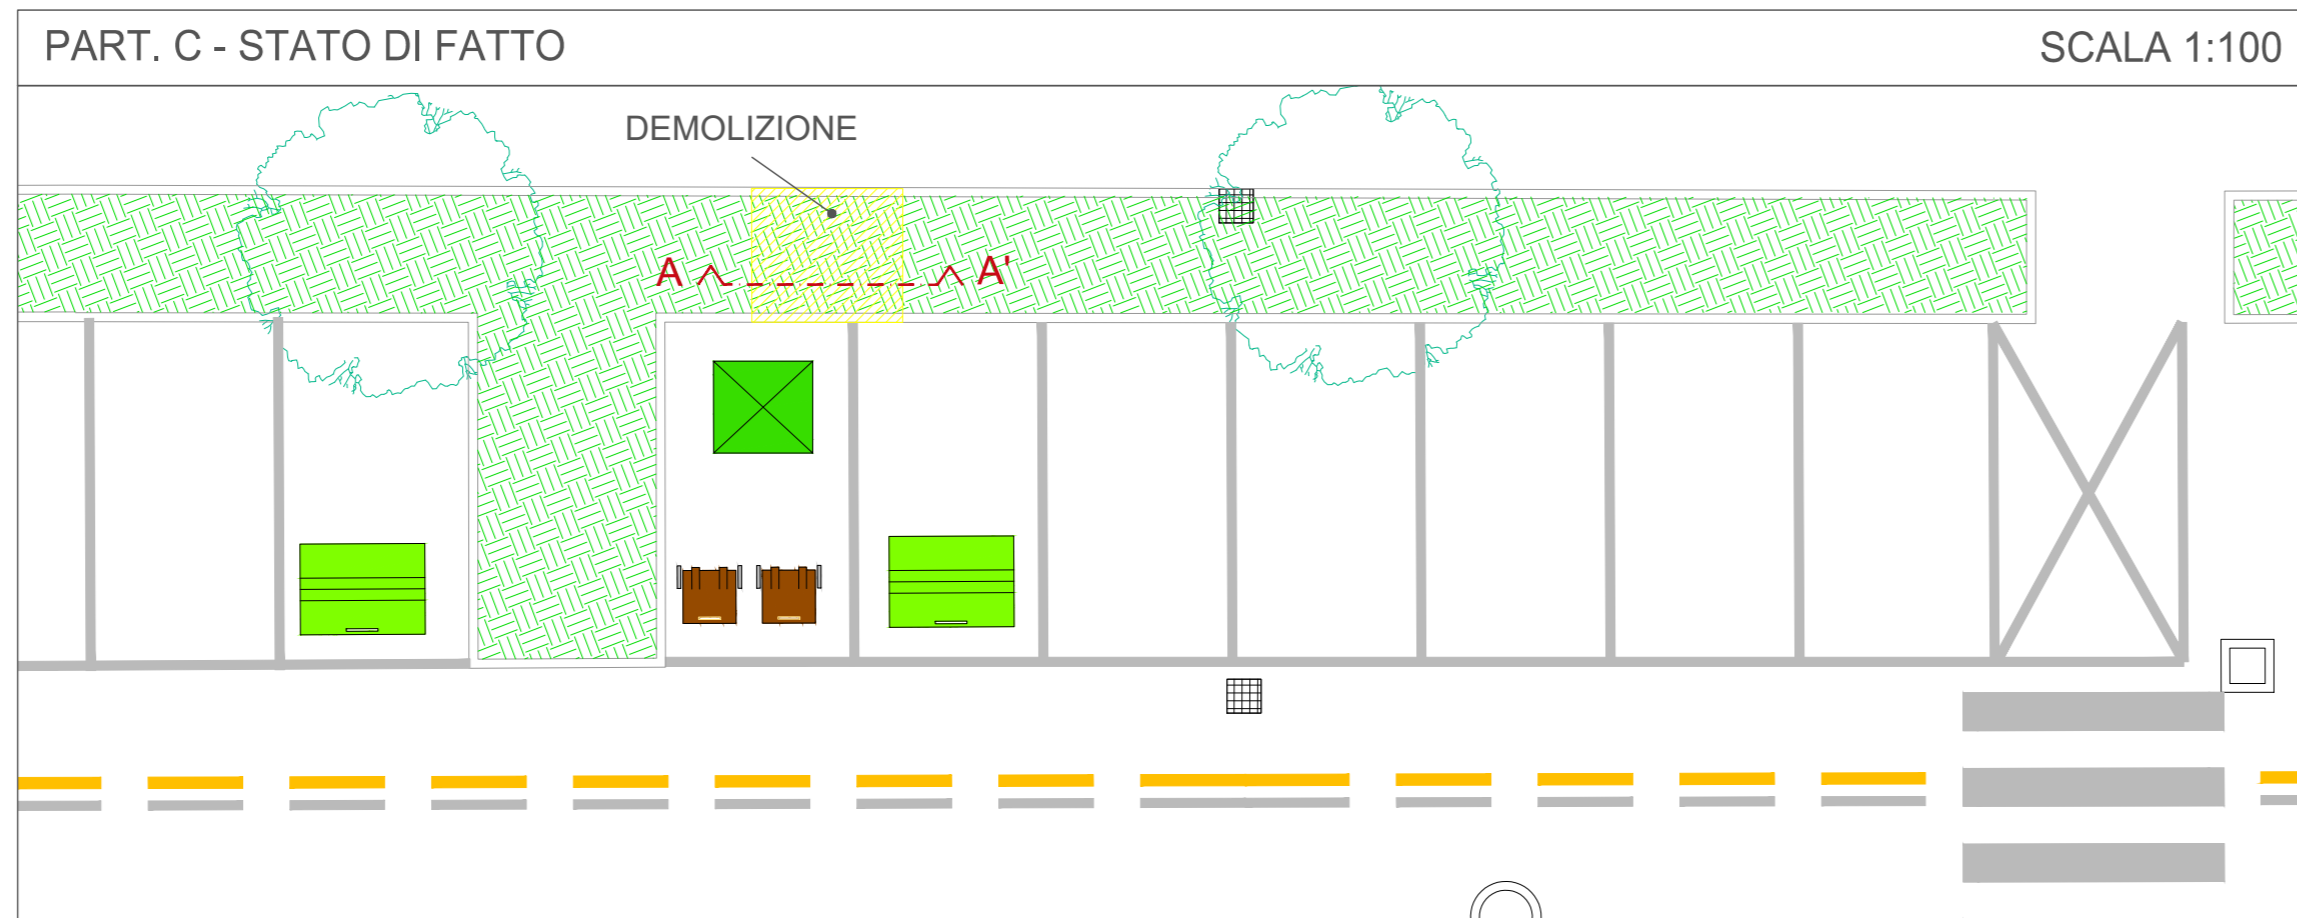 PART. C - STATO DI FATTO
SCALA 1:100
DEMOLIZIONE
A
A'